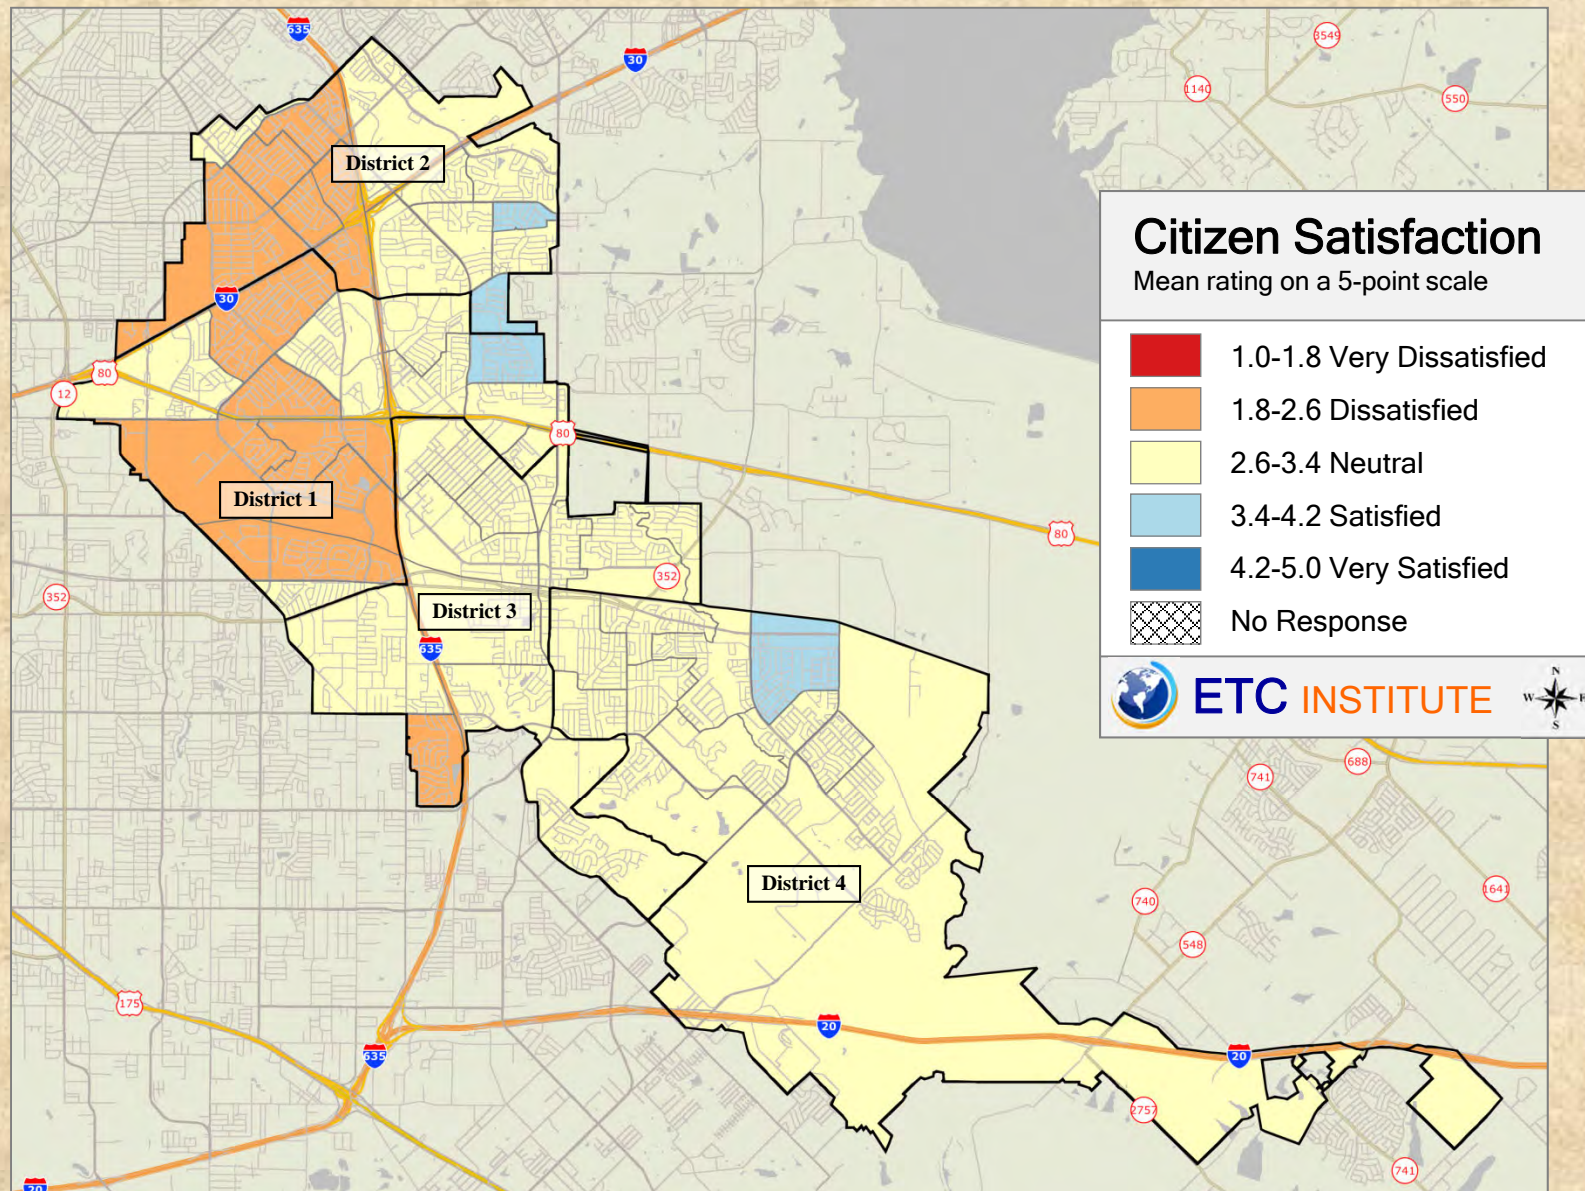 635
30
3549
1140
550
District 2
Citizen Satisfaction
Mean rating on a 5-point scale
30
1.0-1.8 Very Dissatisfied
80
12
1.8-2.6 Dissatisfied
80
2.6-3.4 Neutral
District 1
3.4-4.2 Satisfied
80
352
352
4.2-5.0 Very Satisfied
District 3
No Response
635
ETC INSTITUTE
N
W E
S
688
741
District 4
1641
740
548
175
20
635
20
2757
741
20